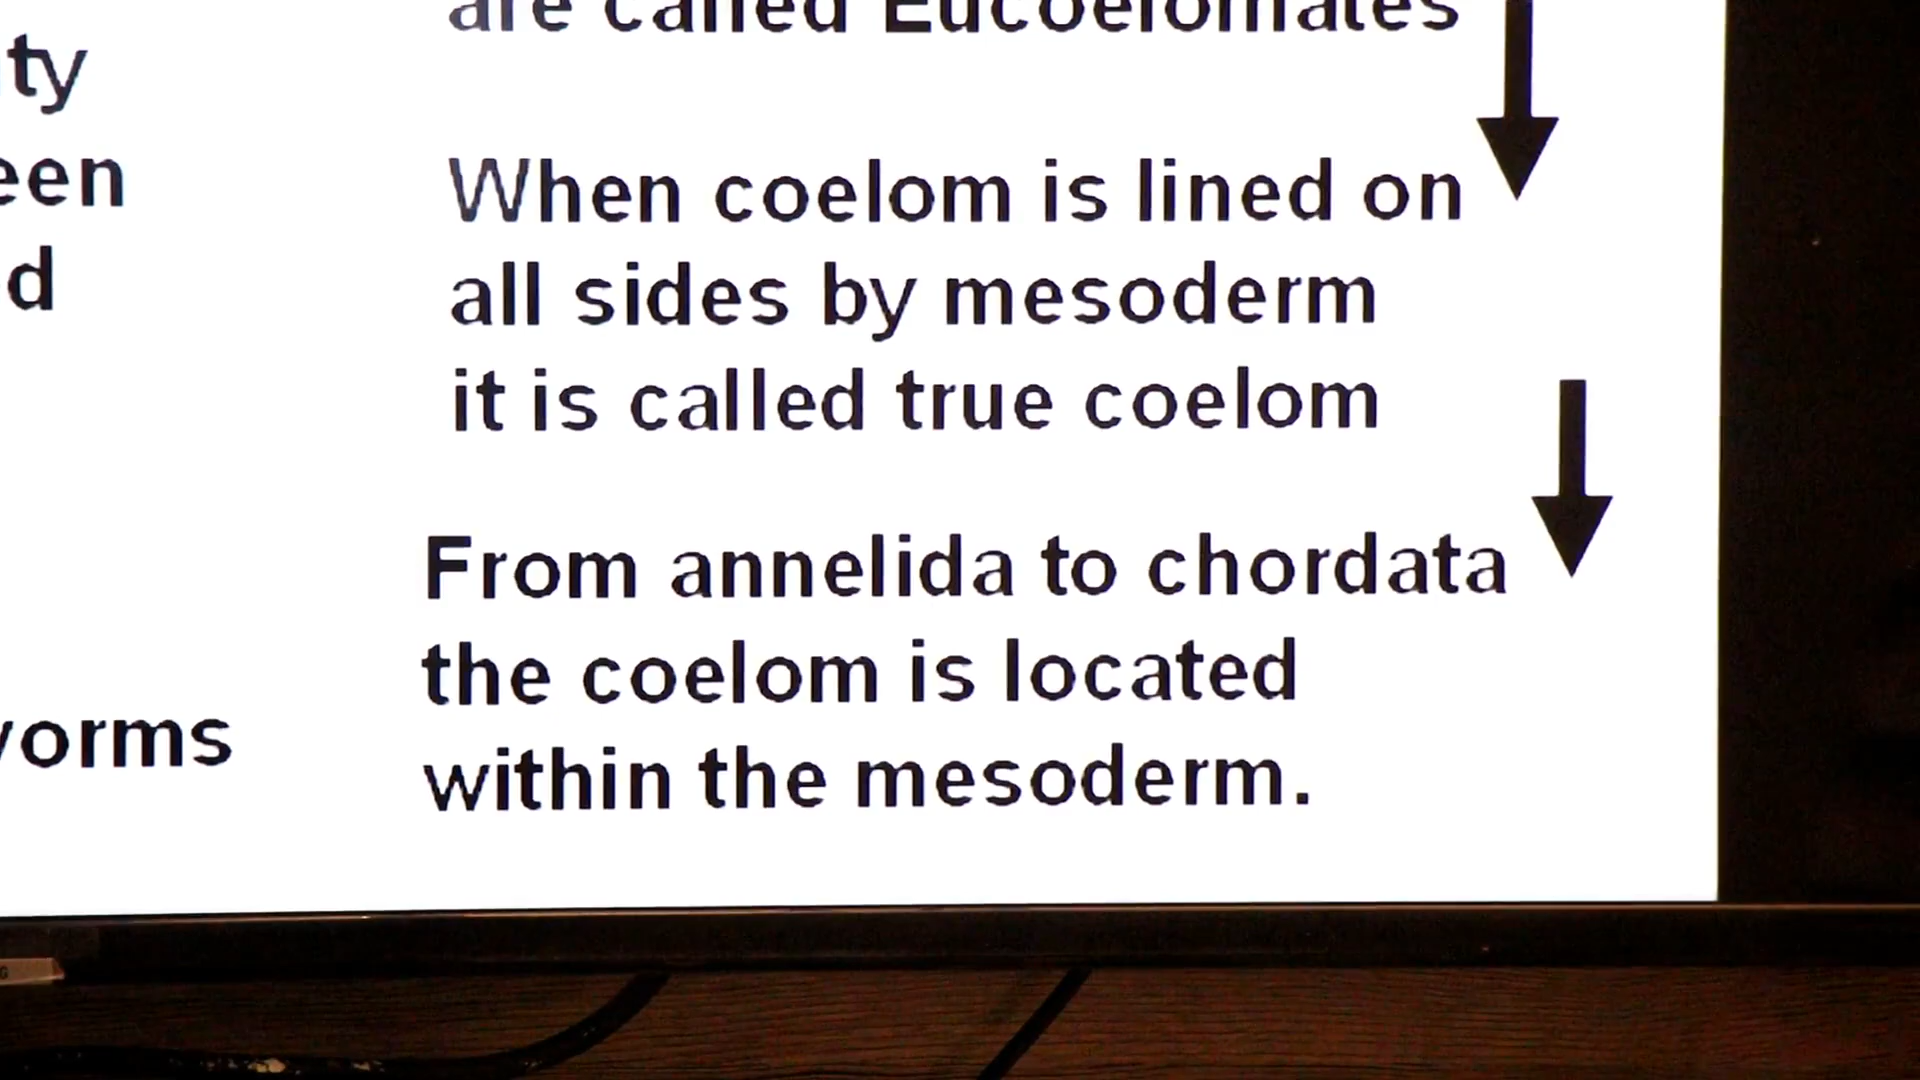 ty
een
d
worms
are called Eucoelomates
When coelom is lined on
all sides by mesoderm
it is called true coelom
From annelida to chordata
the coelom is located
within the mesoderm.